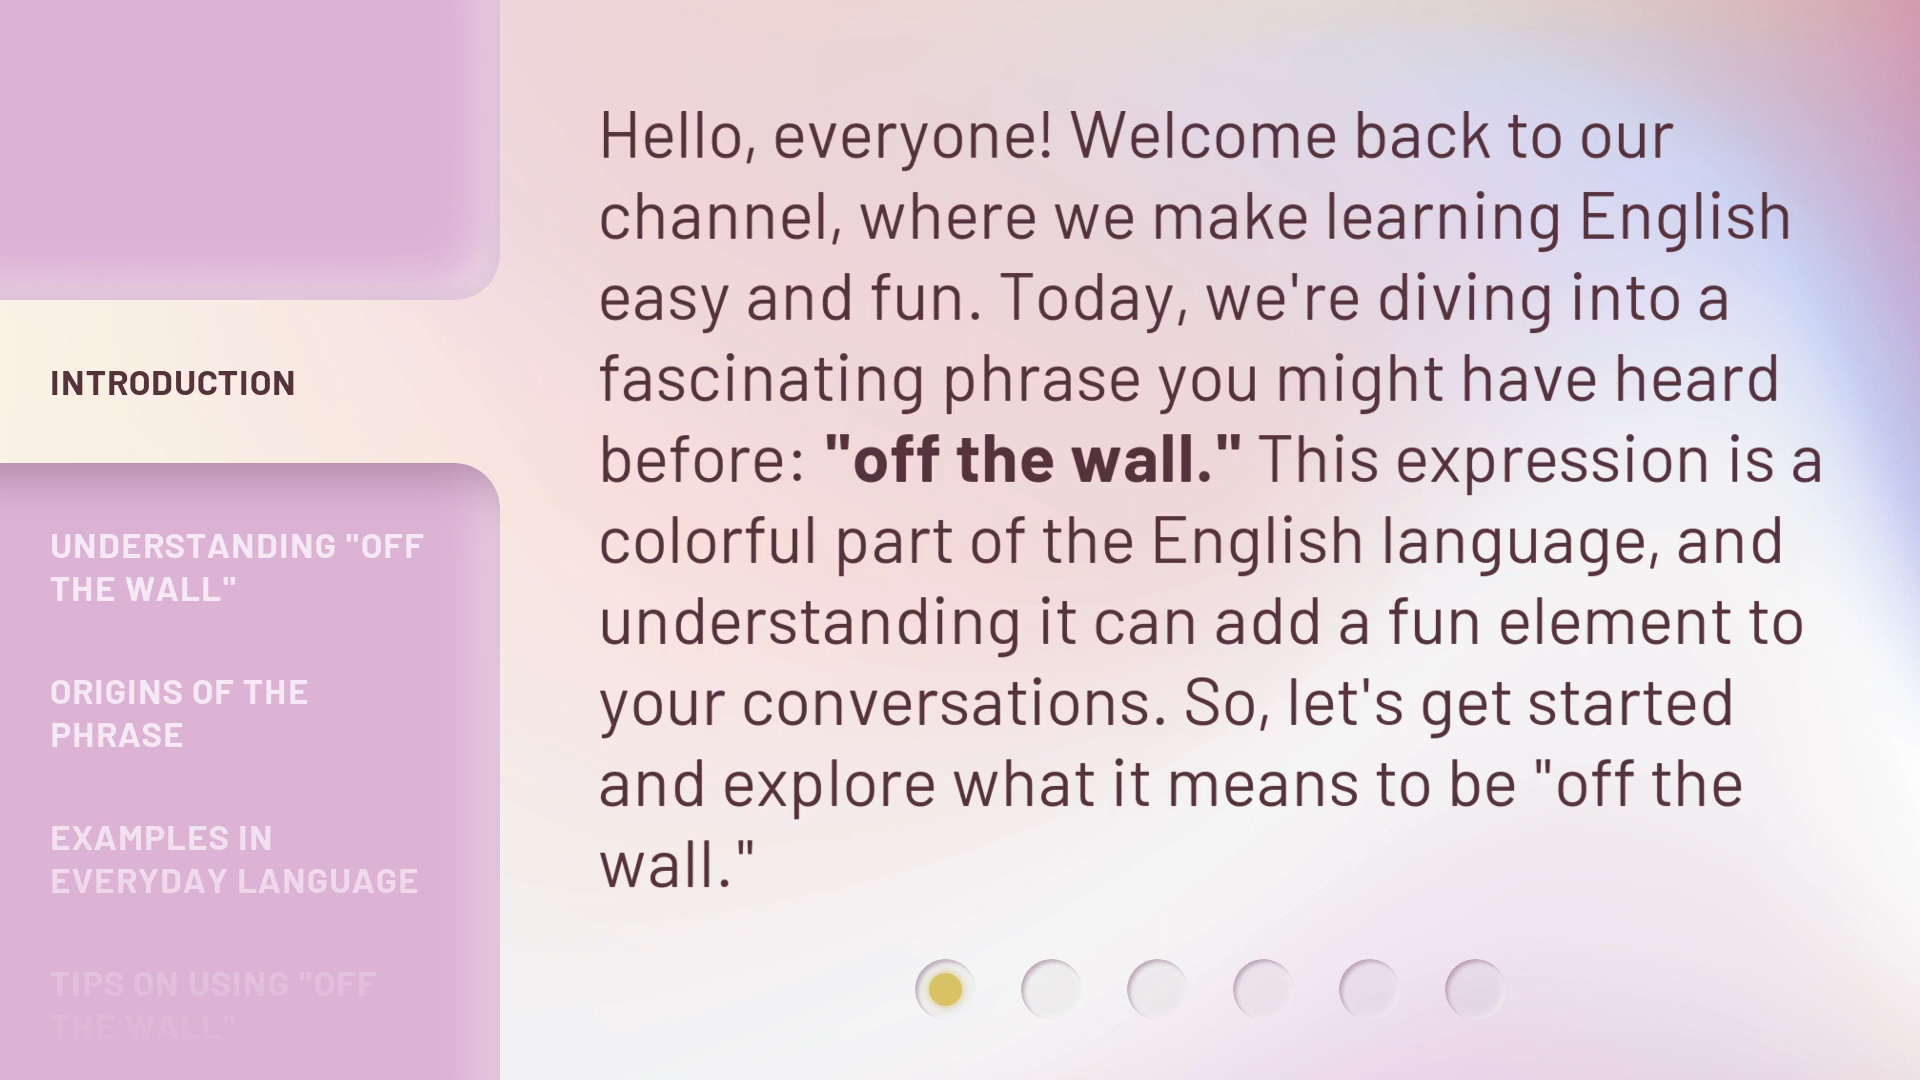 INTRODUCTION
UNDERSTANDING "OFF
THE WALL"
ORIGINS OF THE
PHRASE
EXAMPLES IN
EVERYDAY LANGUAGE
TIPS ON USING "OFF
THE WALL"
Hello, everyone! Welcome back to our
channel, where we make learning English
easy and fun. Today, we're diving into a
fascinating phrase you might have heard
before: "off the wall." This expression is a
colorful part of the English language, and
understanding it can add a fun element to
your conversations. So, let's get started
and explore what it means to be "off the
wall."